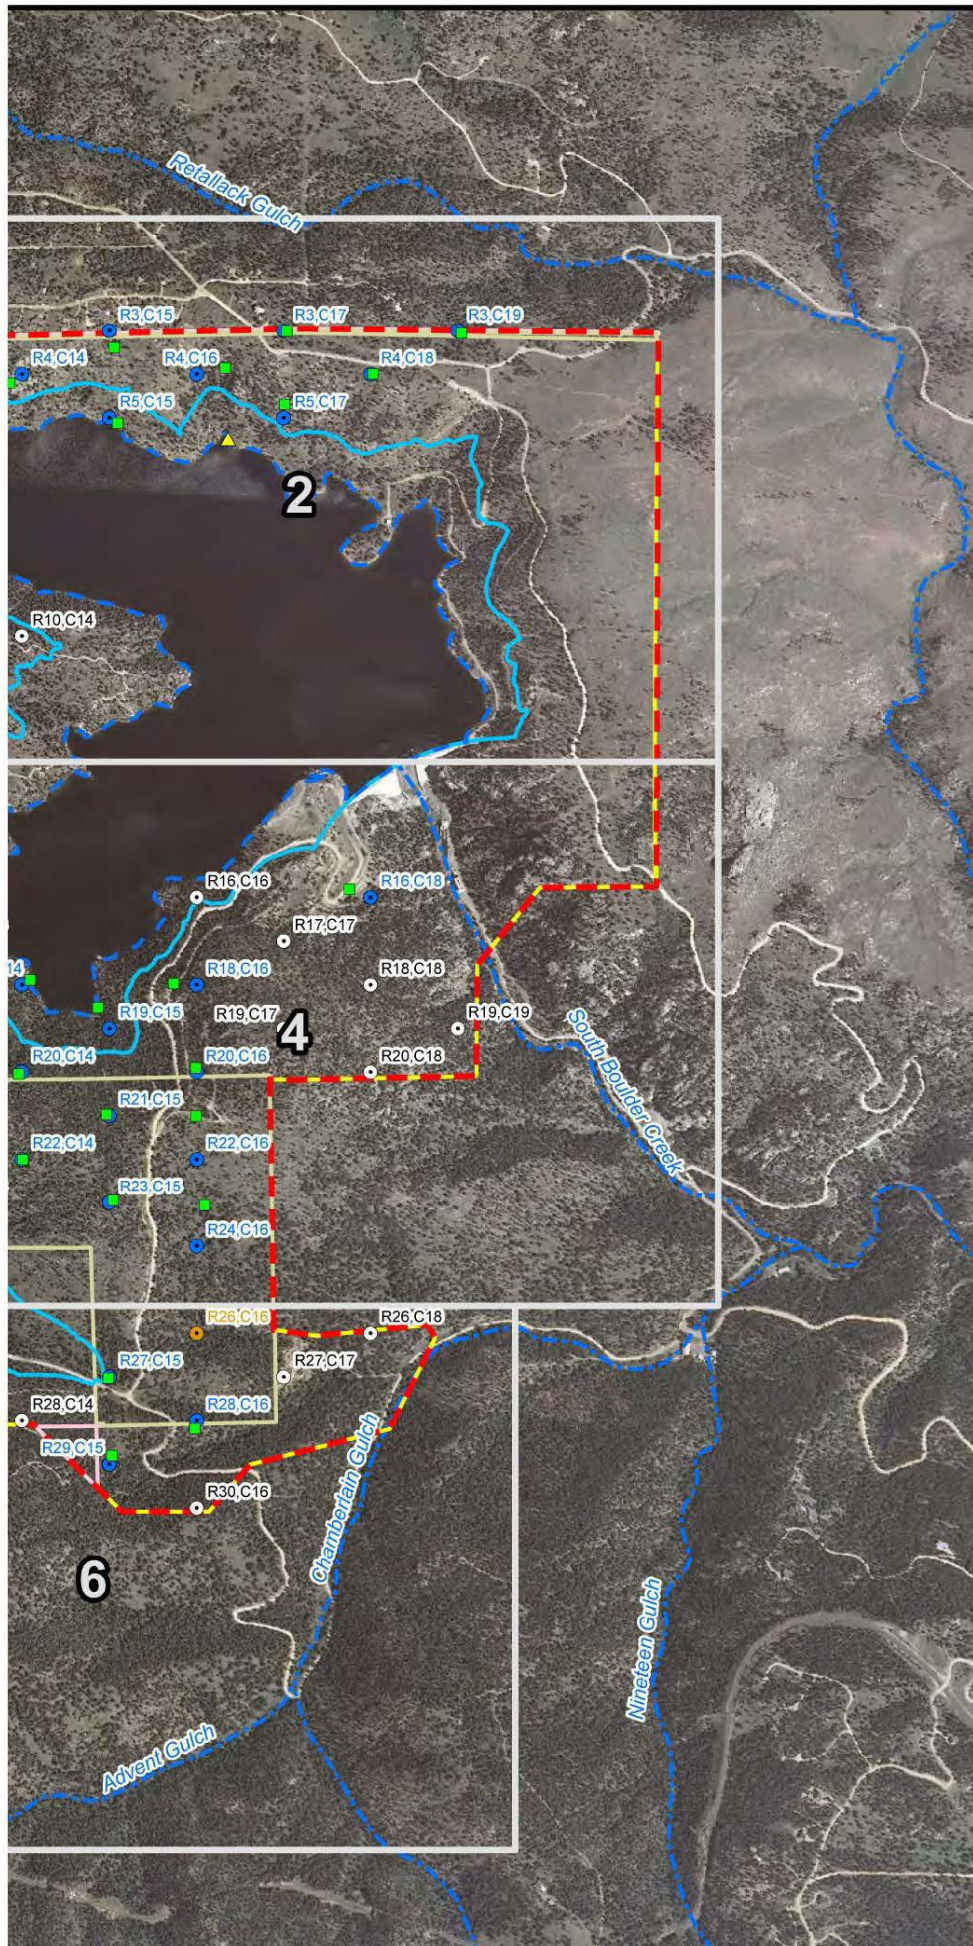 Retallack Gulch
R3,C15
R3,C17
R3,C19
R4,C14
R4,C16
R4,C18
R5,C15
R5,C17
2
R10,C14
R16,C16
R16,C18
R17,C17
14
R18,C16
R18,C18
R19,C15
R19,C17
4
R19,C19
South Boulder Creek
R20,C14
R20,C16
R20,C18
R21,C15
R22,C14
R22,C16
R23,C15
R24,C16
R26,C16
R26,C18
R27,C15
R27,C17
R28,C14
R28,C16
R29,C15
R30,C16
Chamberlain Gulch
6
Nineteen Gulch
Advent Gulch